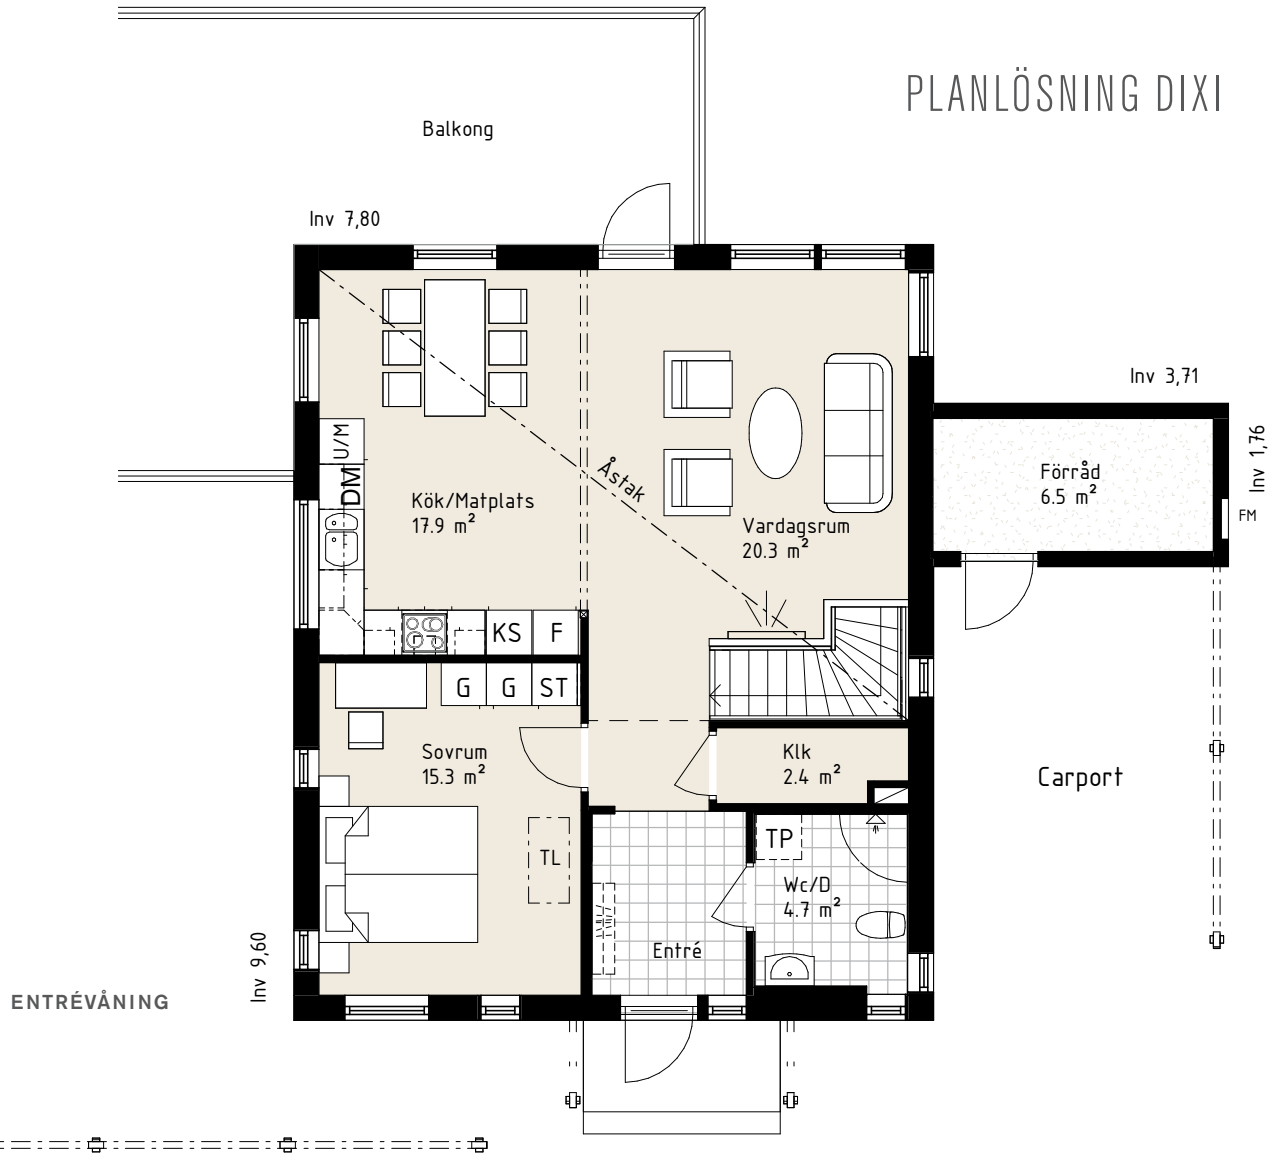 PLANLÖSNING DIXI
Balkong
Inv 7,80
Inv 3,71
Inv 1,76
U/M
DM
Åstak
Förråd
6.5 m²
Kök/Matplats
17.9 m²
FM
Vardagsrum
20.3 m²
KS
F
G
G
ST
Sovrum
15.3 m²
Klk
2.4 m²
Carport
TP
TL
Wc/D
4.7 m²
Entré
Inv 9,60
ENTRÉVÅNING